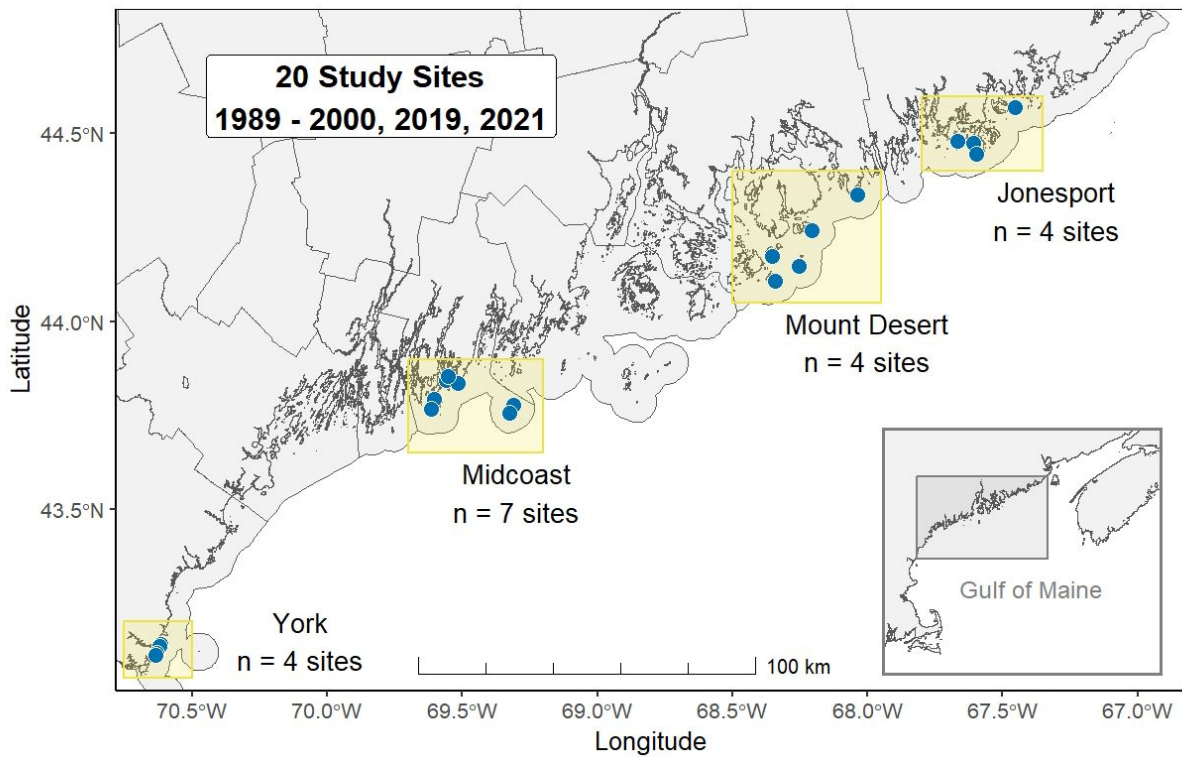 20 Study Sites
1989 - 2000, 2019, 2021
44.5°N
44.0°N
43.5°N
Latitude
Jonesport
n = 4 sites
Mount Desert
n = 4 sites
Midcoast
n = 7 sites
York
n = 4 sites
100 km
Gulf of Maine
70.5°W
70.0°W
69.5°W
69.0°W
68.5°W
68.0°W
67.5°W
67.0°W
Longitude